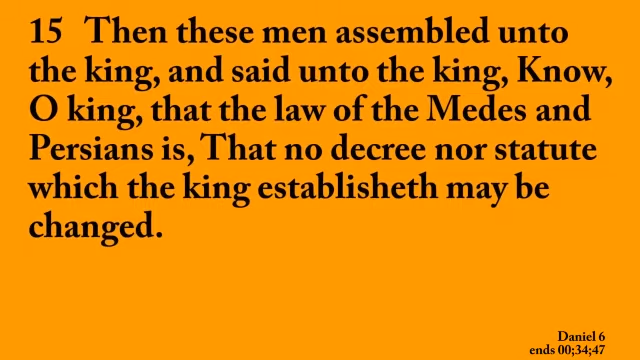 15 Then these men assembled unto
the king, and said unto the king, Know,
O king, that the law of the Medes and
Persians is, That no decree nor statute
which the king establisheth may be
changed.
Daniel 6
ends 00;34;47